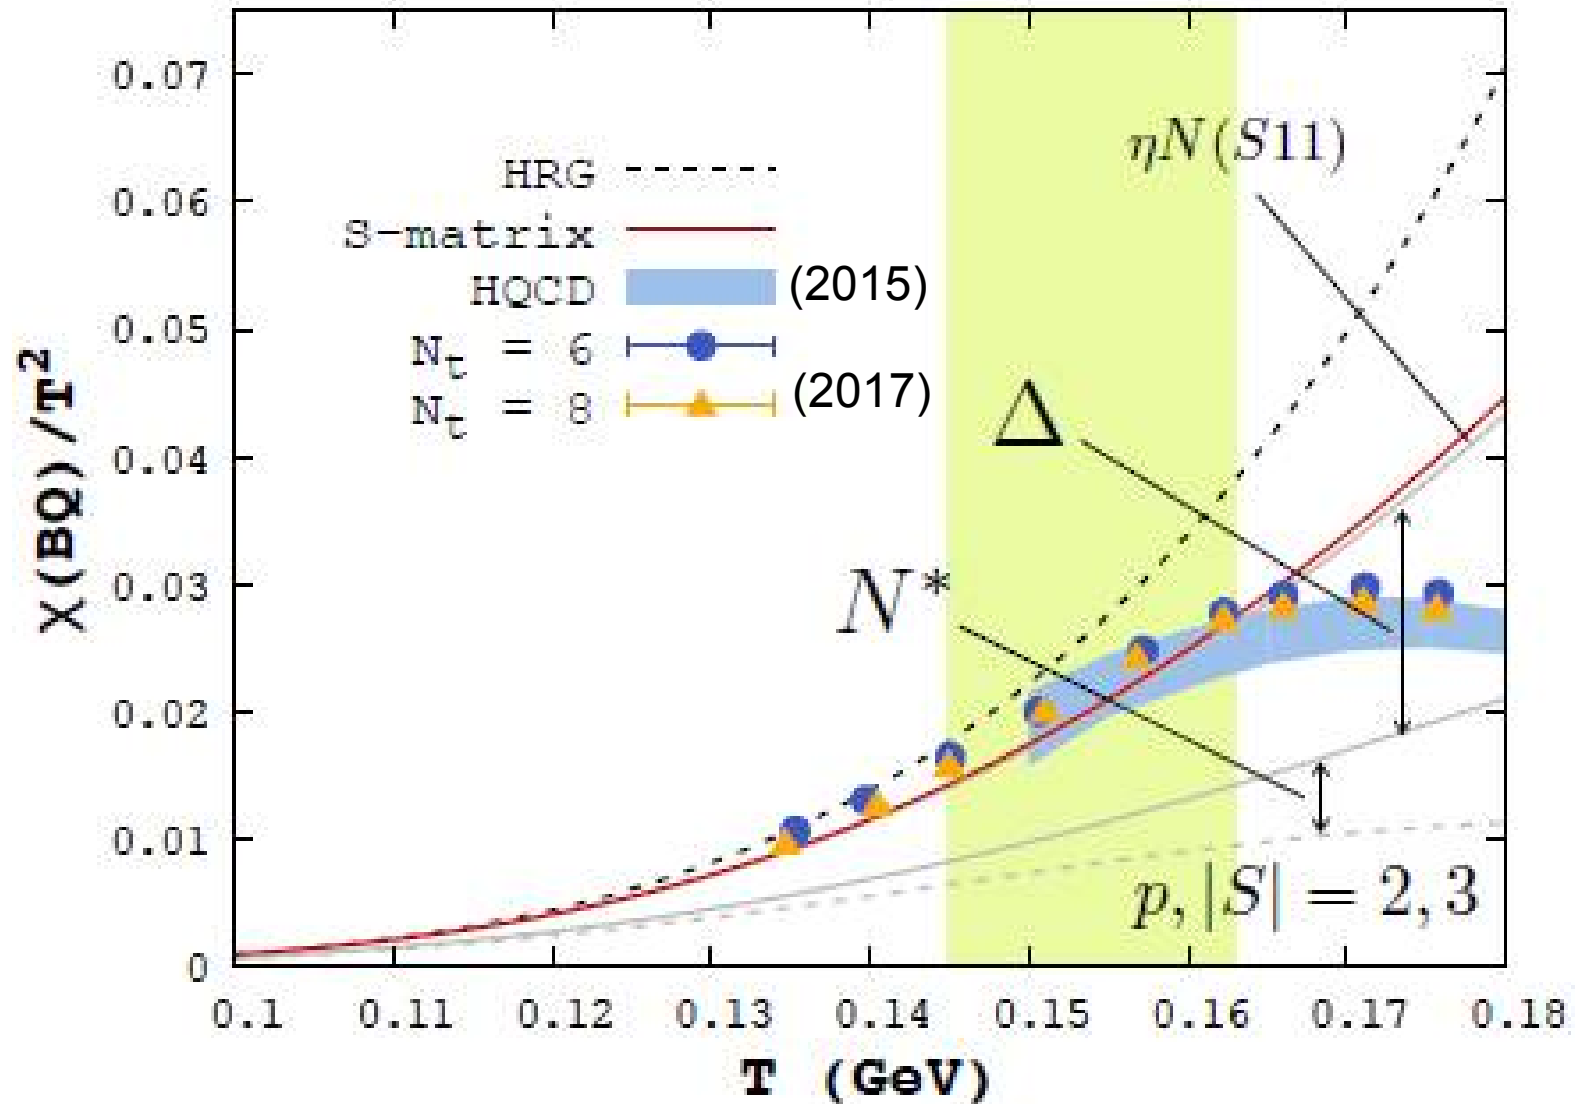 χ(BQ)/T²
0.07
0.06
0.05
0.04
0.03
0.02
0.01
0
HRG
S-matrix
HQCD (2015)
Nₜ = 6
Nₜ = 8 (2017)
ηN(S11)
Δ
N*
p, |S| = 2, 3
0.1 0.11 0.12 0.13 0.14 0.15 0.16 0.17 0.18
T (GeV)